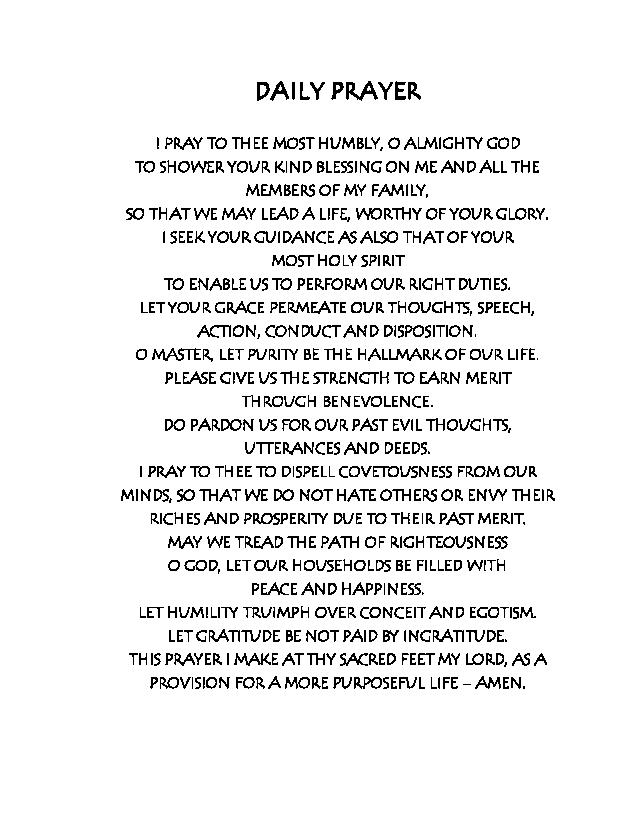 DAILY PRAYER
I PRAY TO THEE MOST HUMBLY, O ALMIGHTY GOD
TO SHOWER YOUR KIND BLESSING ON ME AND ALL THE
MEMBERS OF MY FAMILY,
SO THAT WE MAY LEAD A LIFE, WORTHY OF YOUR GLORY.
I SEEK YOUR GUIDANCE AS ALSO THAT OF YOUR
MOST HOLY SPIRIT
TO ENABLE US TO PERFORM OUR RIGHT DUTIES.
LET YOUR GRACE PERMEATE OUR THOUGHTS, SPEECH,
ACTION, CONDUCT AND DISPOSITION.
O MASTER, LET PURITY BE THE HALLMARK OF OUR LIFE.
PLEASE GIVE US THE STRENGTH TO EARN MERIT
THROUGH BENEVOLENCE.
DO PARDON US FOR OUR PAST EVIL THOUGHTS,
UTTERANCES AND DEEDS.
I PRAY TO THEE TO DISPELL COVETOUSNESS FROM OUR
MINDS, SO THAT WE DO NOT HATE OTHERS OR ENVY THEIR
RICHES AND PROSPERITY DUE TO THEIR PAST MERIT.
MAY WE TREAD THE PATH OF RIGHTEOUSNESS
O GOD, LET OUR HOUSEHOLDS BE FILLED WITH
PEACE AND HAPPINESS.
LET HUMILITY TRUIMPH OVER CONCEIT AND EGOTISM.
LET GRATITUDE BE NOT PAID BY INGRATITUDE.
THIS PRAYER I MAKE AT THY SACRED FEET MY LORD, AS A
PROVISION FOR A MORE PURPOSEFUL LIFE – AMEN.